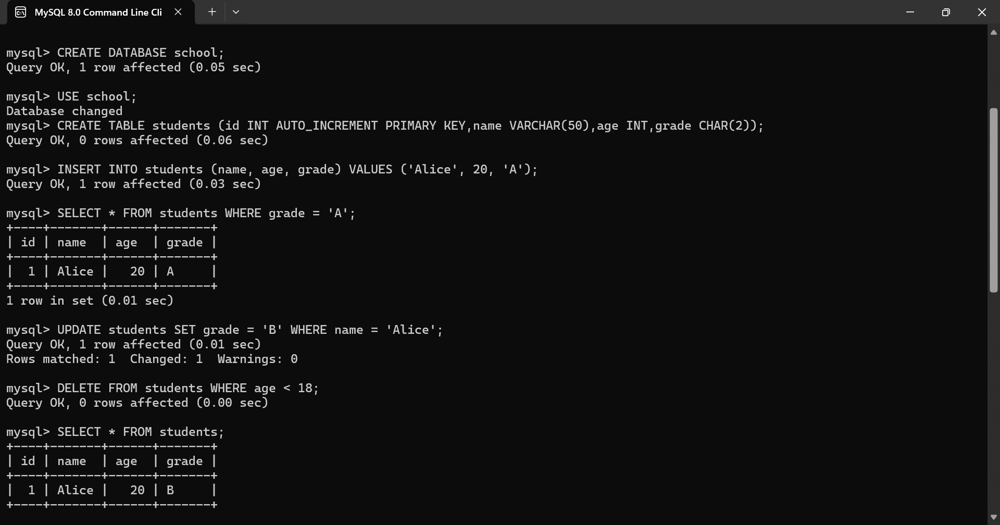 MySQL 8.0 Command Line Cli
mysql> CREATE DATABASE school;
Query OK, 1 row affected (0.05 sec)
mysql> USE school;
Database changed
mysql> CREATE TABLE students (id INT AUTO_INCREMENT PRIMARY KEY,name VARCHAR(50),age INT,grade CHAR(2));
Query OK, 0 rows affected (0.06 sec)
mysql> INSERT INTO students (name, age, grade) VALUES ('Alice', 20, 'A');
Query OK, 1 row affected (0.03 sec)
mysql> SELECT * FROM students WHERE grade = 'A';
+----+-------+------+-------+
| id | name  | age  | grade |
+----+-------+------+-------+
|  1 | Alice |   20 | A     |
+----+-------+------+-------+
1 row in set (0.01 sec)
mysql> UPDATE students SET grade = 'B' WHERE name = 'Alice';
Query OK, 1 row affected (0.01 sec)
Rows matched: 1  Changed: 1  Warnings: 0
mysql> DELETE FROM students WHERE age < 18;
Query OK, 0 rows affected (0.00 sec)
mysql> SELECT * FROM students;
+----+-------+------+-------+
| id | name  | age  | grade |
+----+-------+------+-------+
|  1 | Alice |   20 | B     |
+----+-------+------+-------+